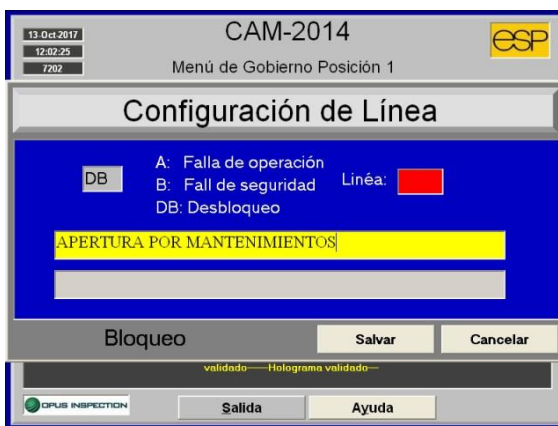 13-Oct-2017
12:02:25
7202
CAM-2014
Menú de Gobierno Posición 1
esp
Configuración de Línea
DB
A: Falla de operación
B: Fall de seguridad
DB: Desbloqueo
Linéa:
APERTURA POR MANTENIMIENTOS
Bloqueo
Salvar
Cancelar
validado-----Holograma validado---
OPUS INSPECTION
Salida
Ayuda